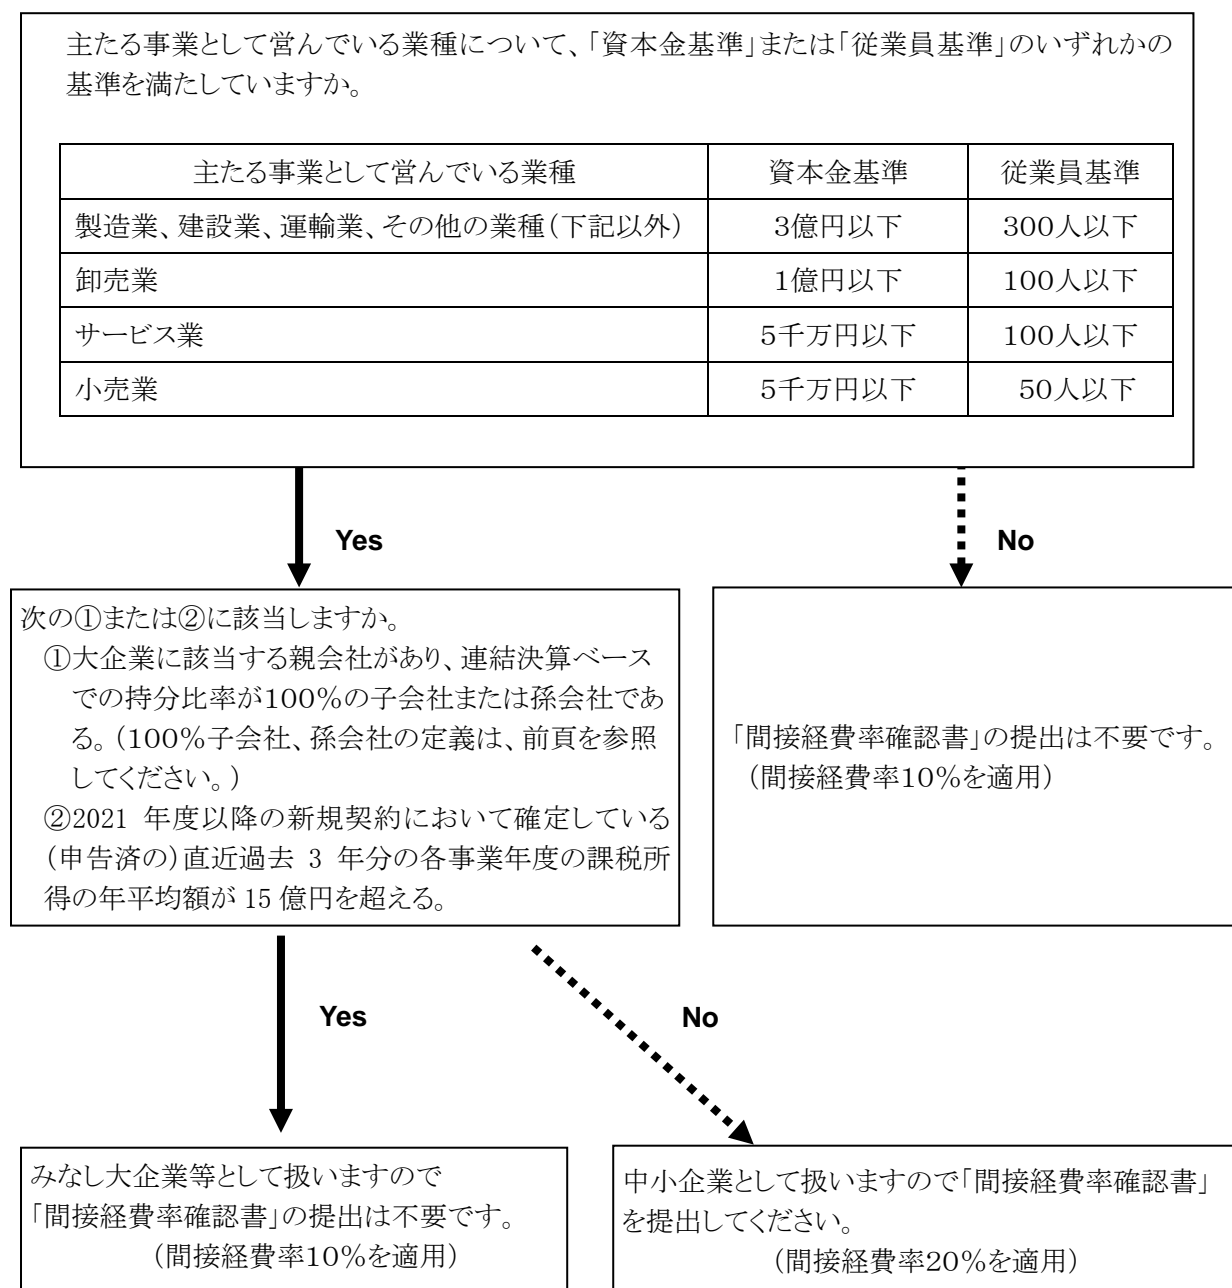 主たる事業として営んでいる業種について、「資本金基準」または「従業員基準」のいずれかの
基準を満たしていますか。
主たる事業として営んでいる業種 資本金基準 従業員基準
製造業、建設業、運輸業、その他の業種(下記以外) 3億円以下 300人以下
卸売業 1億円以下 100人以下
サービス業 5千万円以下 100人以下
小売業 5千万円以下 50人以下
Yes No
次の①または②に該当しますか。
①大企業に該当する親会社があり、連結決算ベース
での持分比率が100%の子会社または孫会社であ
る。(100%子会社、孫会社の定義は、前頁を参照
してください。)
②2021 年度以降の新規契約において確定している
(申告済の)直近過去 3 年分の各事業年度の課税所
得の年平均額が 15 億円を超える。
「間接経費率確認書」の提出は不要です。
(間接経費率10%を適用)
Yes No
みなし大企業等として扱いますので
「間接経費率確認書」の提出は不要です。
(間接経費率10%を適用)
中小企業として扱いますので「間接経費率確認書」
を提出してください。
(間接経費率20%を適用)